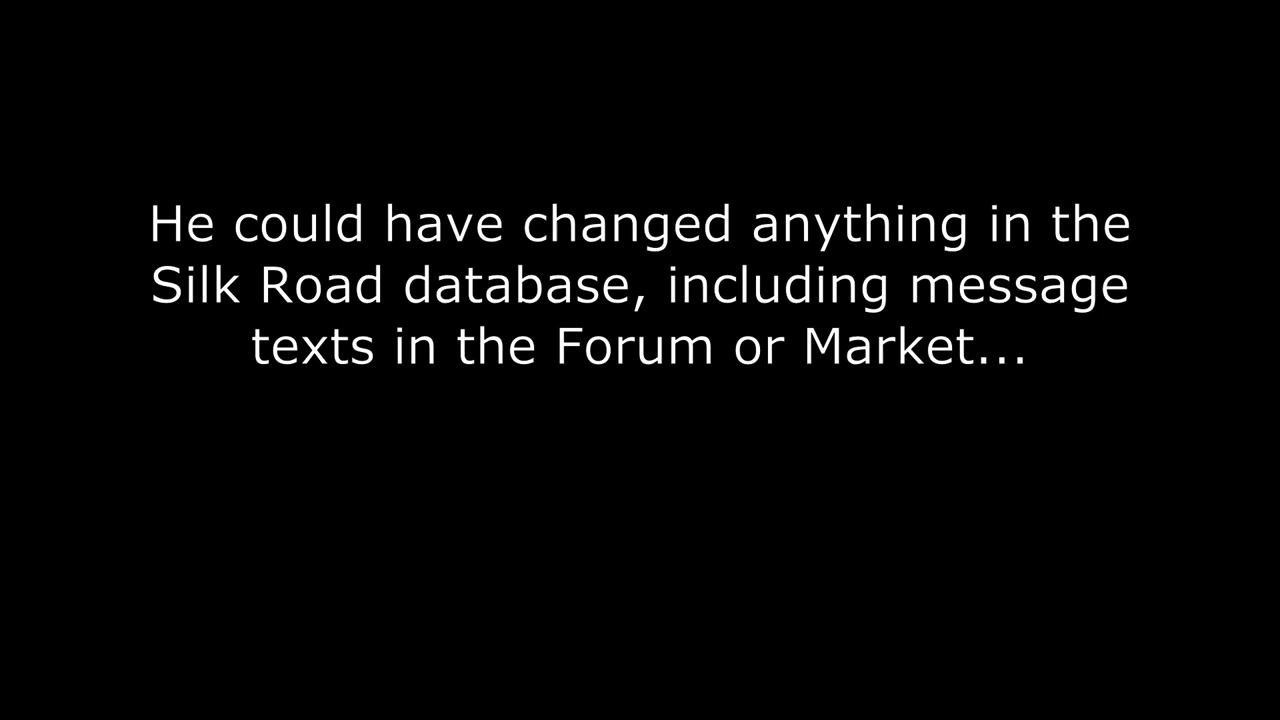 He could have changed anything in the
Silk Road database, including message
texts in the Forum or Market...